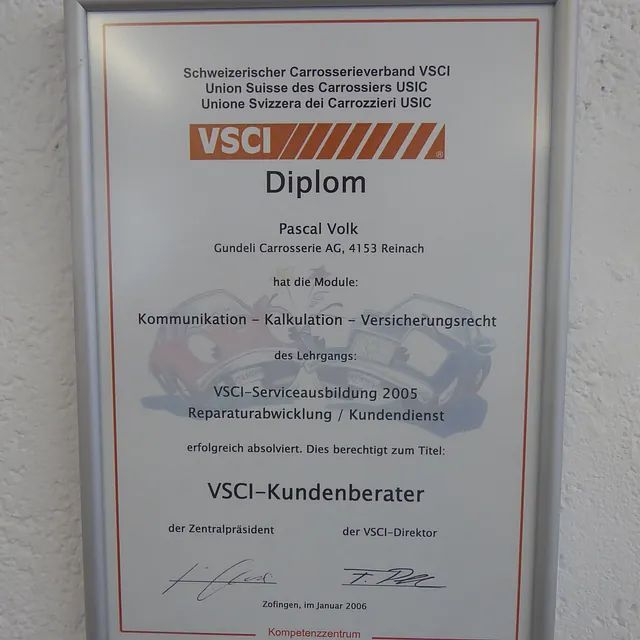 Schweizerischer Carrosserieverband VSCI
Union Suisse des Carrossiers USIC
Unione Svizzera dei Carrozzieri USIC
VSCI®
Diplom
Pascal Volk
Gundeli Carrosserie AG, 4153 Reinach
hat die Module:
Kommunikation - Kalkulation - Versicherungsrecht
des Lehrgangs:
VSCI-Serviceausbildung 2005
Reparaturabwicklung / Kundendienst
erfolgreich absolviert. Dies berechtigt zum Titel:
VSCI-Kundenberater
der Zentralpräsident der VSCI-Direktor
Zofingen, im Januar 2006
Kompetenzzentrum